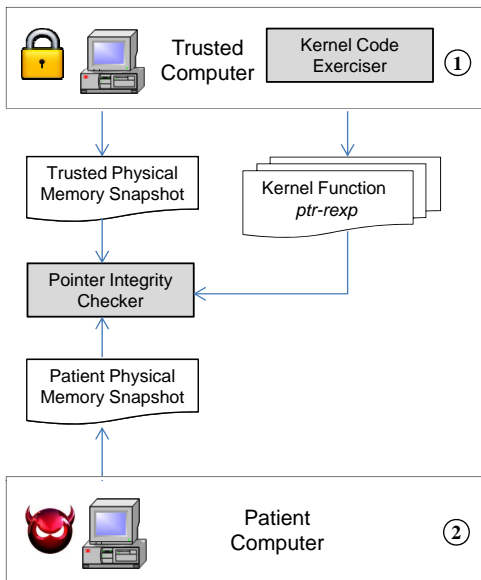 Trusted
Computer
Kernel Code
Exerciser
1
Trusted Physical
Memory Snapshot
Kernel Function
ptr-rexp
Pointer Integrity
Checker
Patient Physical
Memory Snapshot
Patient
Computer
2